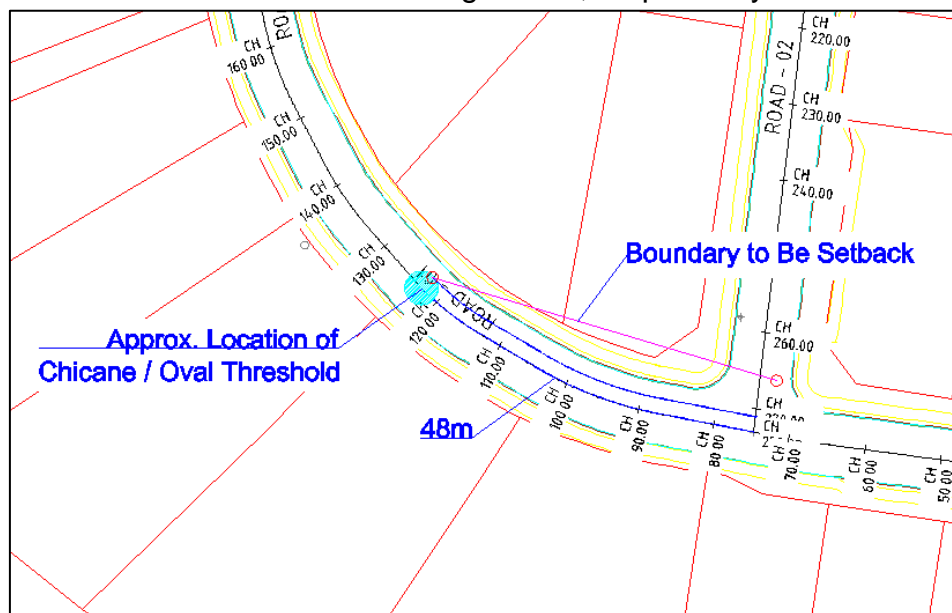 CH
160.00
CH
150.00
CH
140.00
CH
130.00
CH
120.00
CH
110.00
CH
100.00
CH
90.00
CH
80.00
CH
70.00
CH
60.00
CH
50.00
ROAD
ROAD - 02
CH
220.00
CH
230.00
CH
240.00
CH
260.00
CH
CH
Boundary to Be Setback
Approx. Location of
Chicane / Oval Threshold
48m